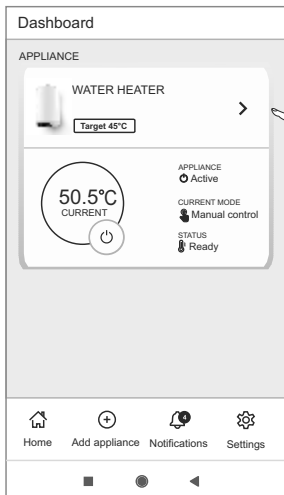 Dashboard
APPLIANCE
WATER HEATER
Target 45°C
50.5°C
CURRENT
APPLIANCE
Active
CURRENT MODE
Manual control
STATUS
Ready
4
Home Add appliance Notifications Settings